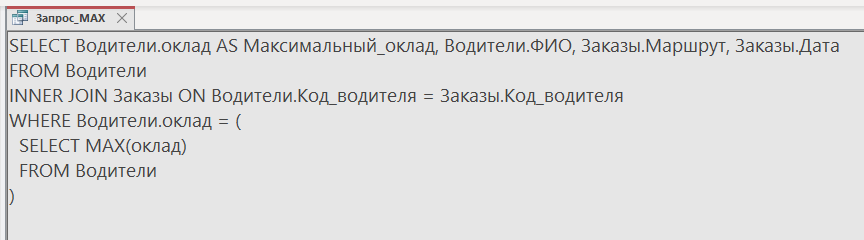 Запрос_MAX
SELECT Водители.оклад AS Максимальный_оклад, Водители.ФИО, Заказы.Маршрут, Заказы.Дата
FROM Водители
INNER JOIN Заказы ON Водители.Код_водителя = Заказы.Код_водителя
WHERE Водители.оклад = (
  SELECT MAX(оклад)
  FROM Водители
)